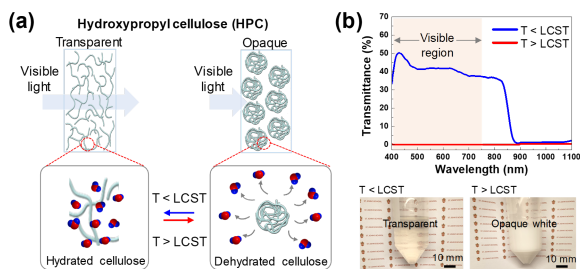 (a)
Hydroxypropyl cellulose (HPC)
Transparent
Opaque
Visible
light
Visible
light
T < LCST
T > LCST
Hydrated cellulose
Dehydrated cellulose
(b)
Transmittance (%)
80
70
60
50
40
30
20
10
0
Visible
region
T < LCST
T > LCST
400 500 600 700 800 900 1000 1100
Wavelength (nm)
T < LCST
Transparent
10 mm
T > LCST
Opaque white
10 mm